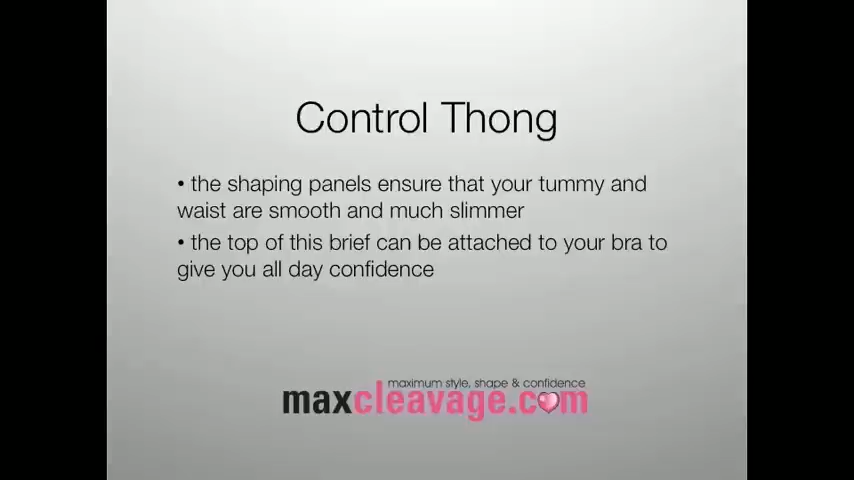 Control Thong
• the shaping panels ensure that your tummy and
waist are smooth and much slimmer
• the top of this brief can be attached to your bra to
give you all day confidence
maximum style, shape & confidence
maxcleavage.com